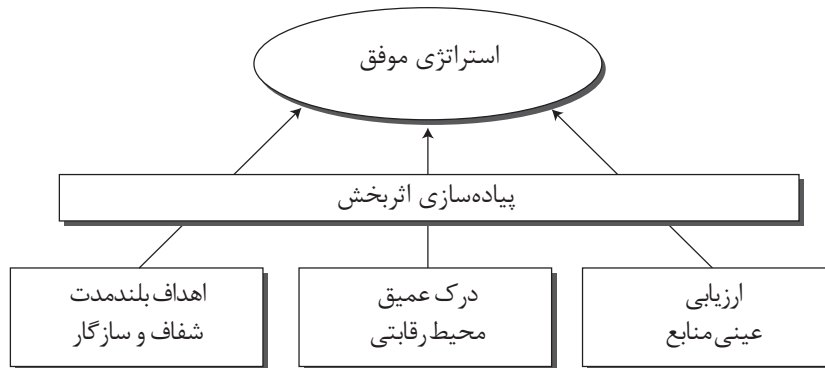 استراتژی موفق
پیاده‌سازی اثربخش
ارزیابی
عینی منابع
درک عمیق
محیط رقابتی
اهداف بلندمدت
شفاف و سازگار